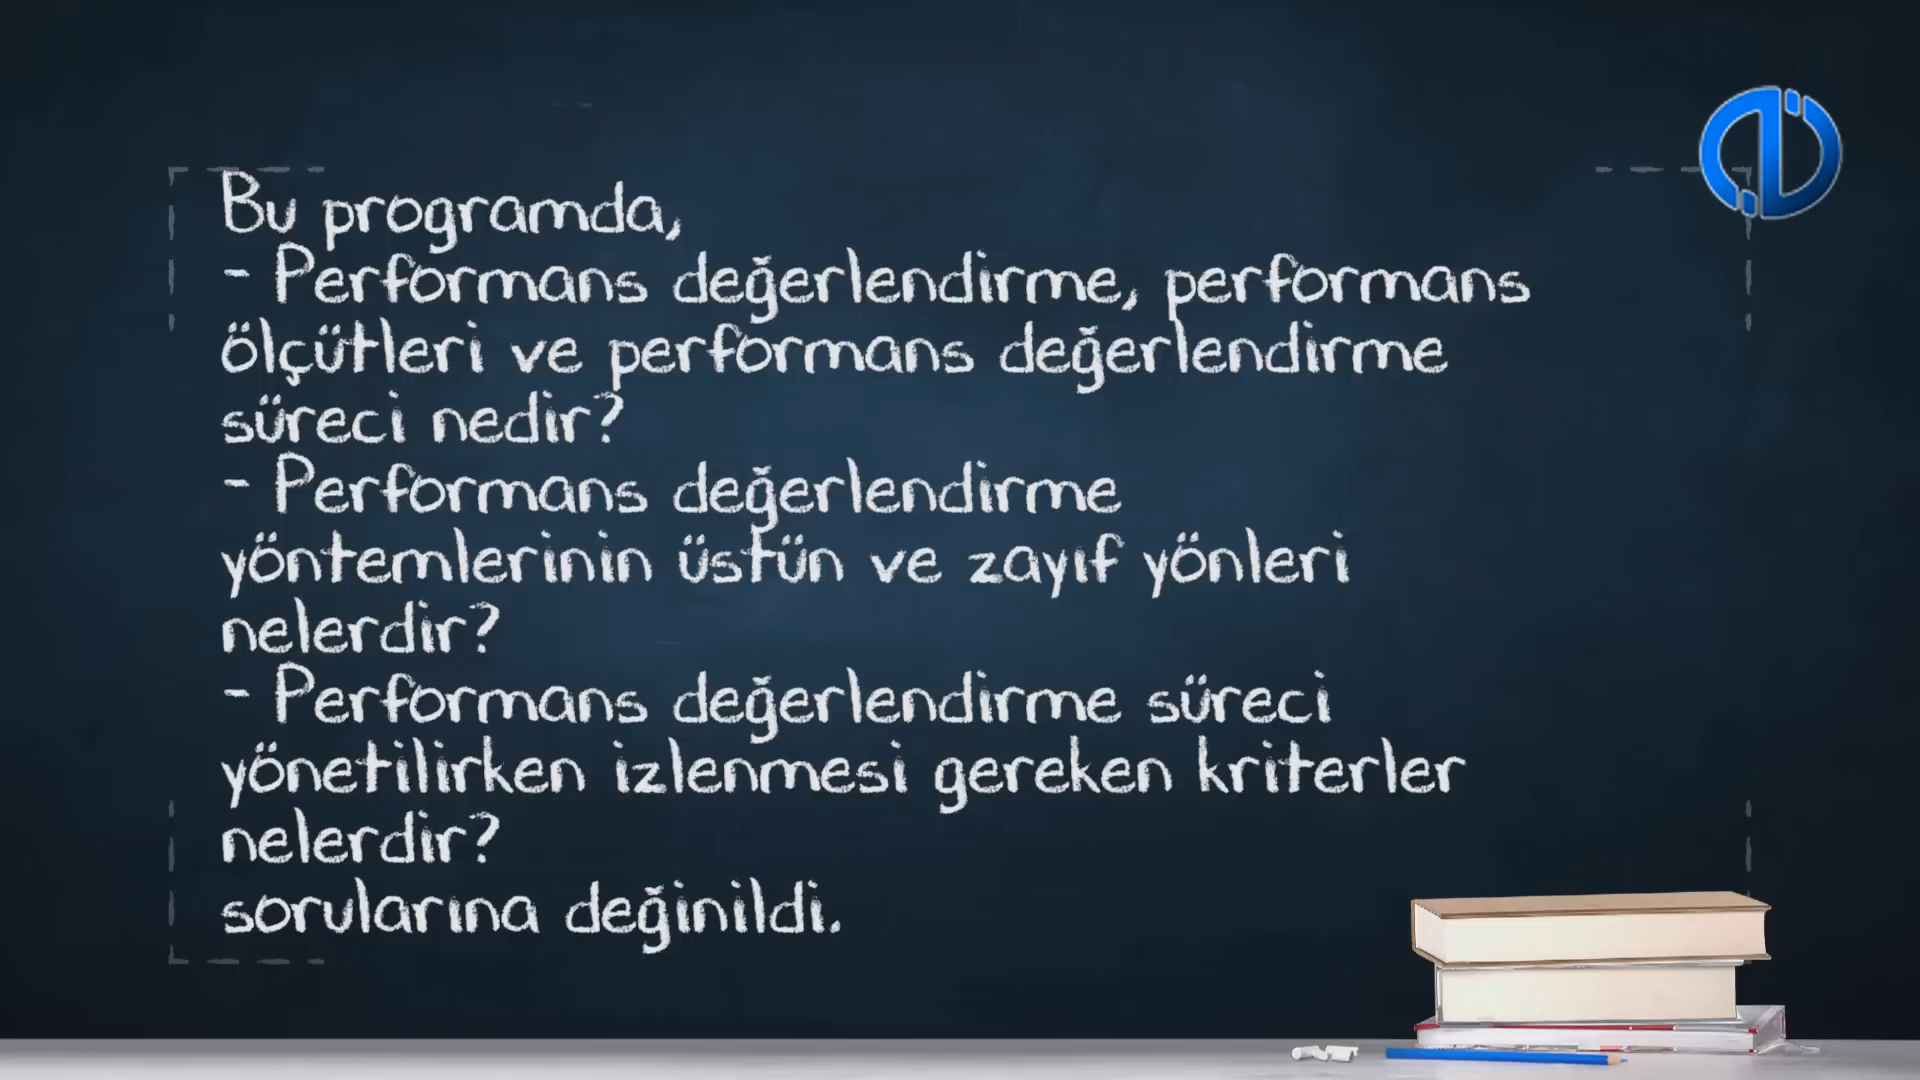 Bu programda,
- Performans değerlendirme, performans
ölçütleri ve performans değerlendirme
süreci nedir?
- Performans değerlendirme
yöntemlerinin üstün ve zayıf yönleri
nelerdir?
- Performans değerlendirme süreci
yönetilirken izlenmesi gereken kriterler
nelerdir?
sorularına değinildi.